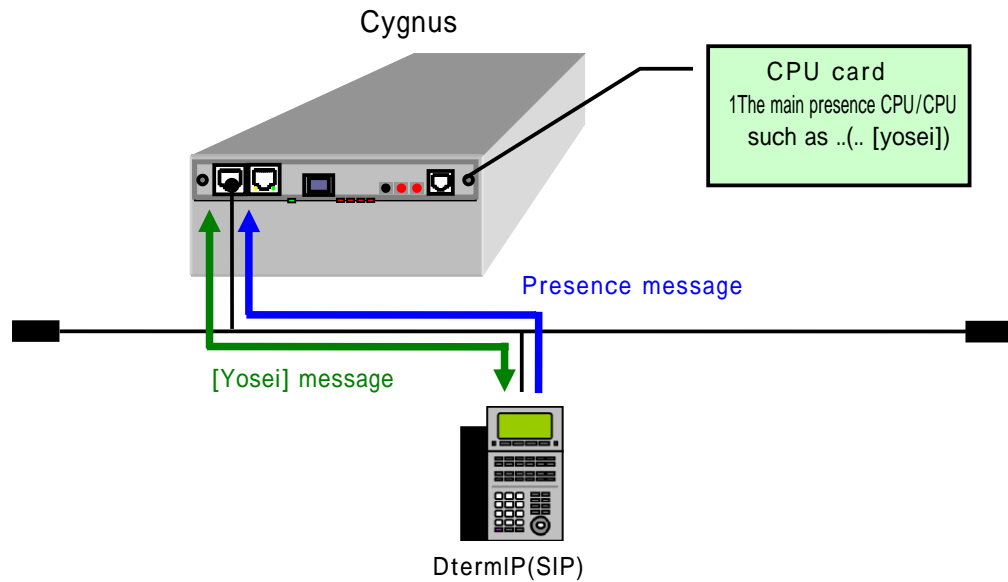 Cygnus
CPU card
1The main presence CPU/CPU
such as ..(.. [yosei])
Presence message
[Yosei] message
DtermIP(SIP)